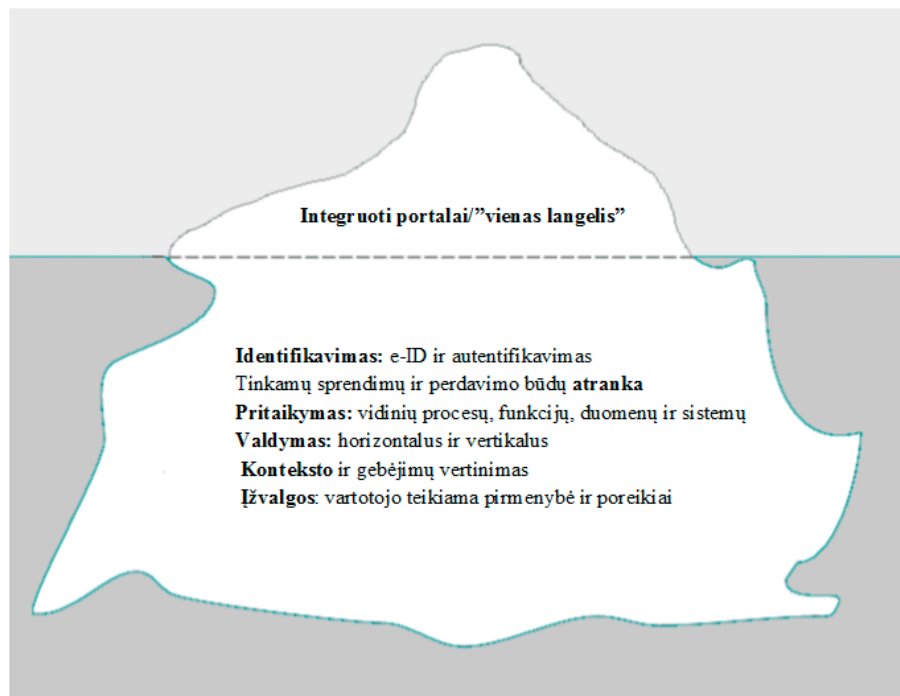 Integruoti portalai/”vienas langelis”
Identifikavimas: e-ID ir autentifikavimas
Tinkamų sprendimų ir perdavimo būdų atranka
Pritaikymas: vidinių procesų, funkcijų, duomenų ir sistemų
Valdymas: horizontalus ir vertikalus
Konteksto ir gebėjimų vertinimas
Įžvalgos: vartotojo teikiama pirmenybė ir poreikiai